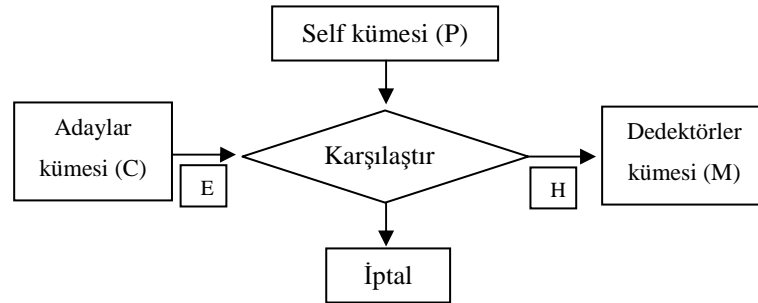 Self kümesi (P)
Adaylar
kümesi (C)
Karşılaştır
Dedektörler
kümesi (M)
E
H
İptal